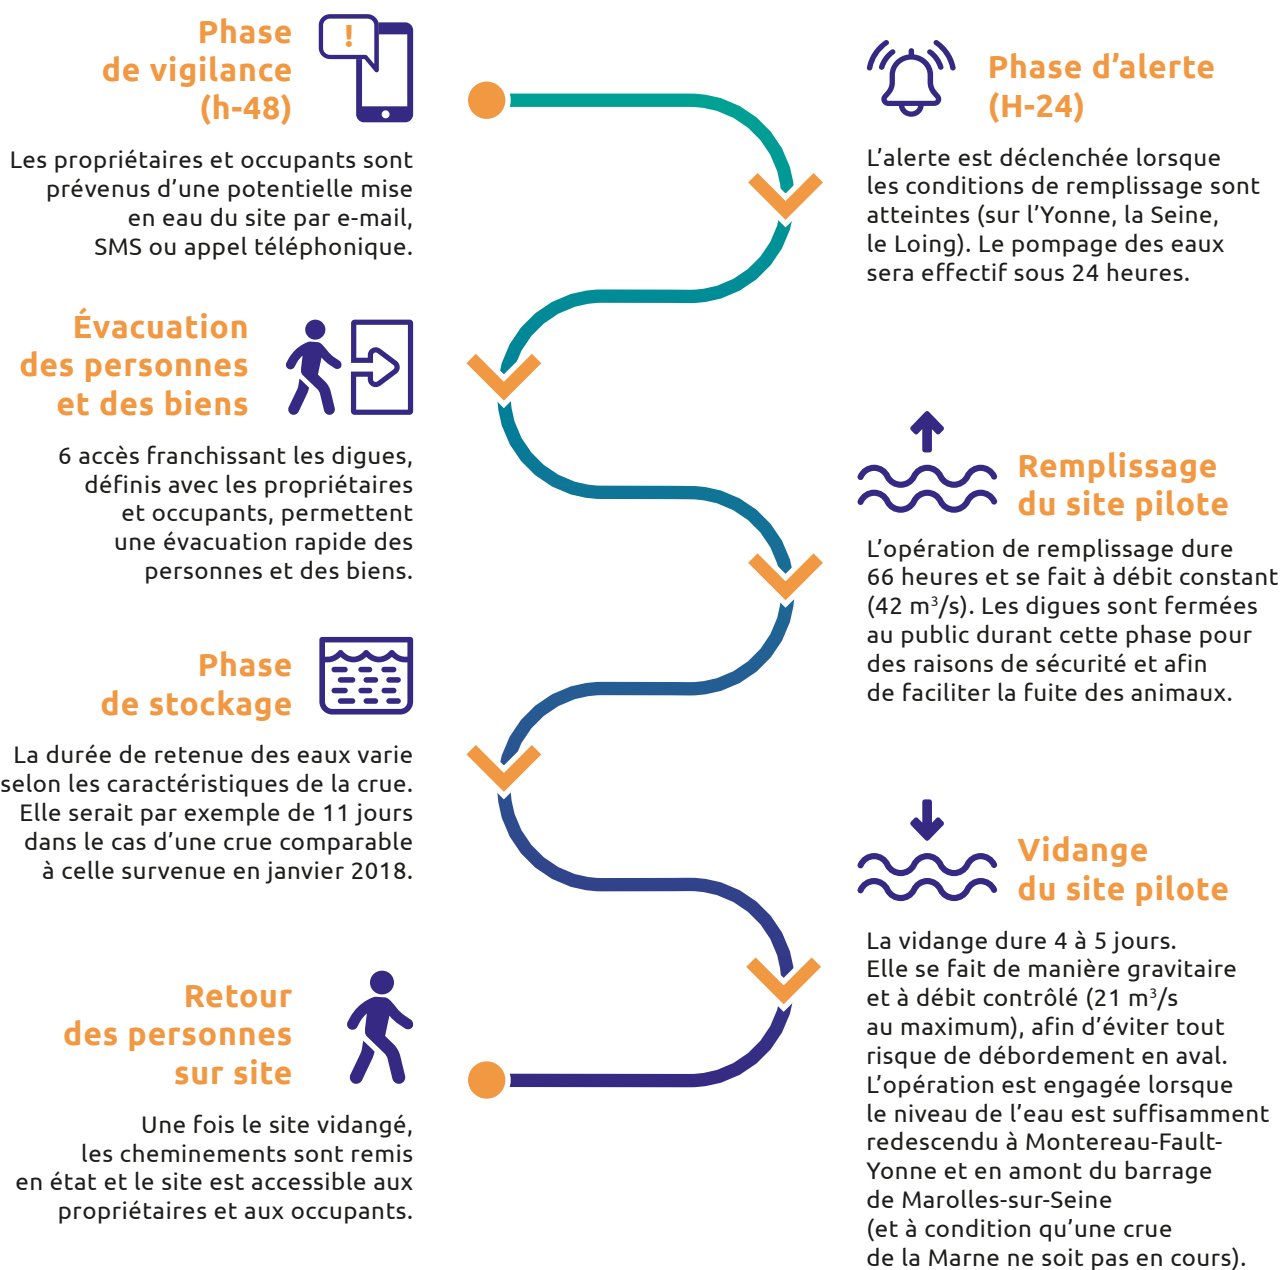 Phase
de vigilance
(h-48)
!
Les propriétaires et occupants sont
prévenus d’une potentielle mise
en eau du site par e-mail,
SMS ou appel téléphonique.
Phase d’alerte
(H-24)
L’alerte est déclenchée lorsque
les conditions de remplissage sont
atteintes (sur l’Yonne, la Seine,
le Loing). Le pompage des eaux
sera effectif sous 24 heures.
Évacuation
des personnes
et des biens
6 accès franchissant les digues,
définis avec les propriétaires
et occupants, permettent
une évacuation rapide des
personnes et des biens.
Remplissage
du site pilote
L’opération de remplissage dure
66 heures et se fait à débit constant
(42 m³/s). Les digues sont fermées
au public durant cette phase pour
des raisons de sécurité et afin
de faciliter la fuite des animaux.
Phase
de stockage
La durée de retenue des eaux varie
selon les caractéristiques de la crue.
Elle serait par exemple de 11 jours
dans le cas d’une crue comparable
à celle survenue en janvier 2018.
Vidange
du site pilote
La vidange dure 4 à 5 jours.
Elle se fait de manière gravitaire
et à débit contrôlé (21 m³/s
au maximum), afin d’éviter tout
risque de débordement en aval.
L’opération est engagée lorsque
le niveau de l’eau est suffisamment
redescendu à Montereau-Fault-
Yonne et en amont du barrage
de Marolles-sur-Seine
(et à condition qu’une crue
de la Marne ne soit pas en cours).
Retour
des personnes
sur site
Une fois le site vidangé,
les cheminements sont remis
en état et le site est accessible aux
propriétaires et aux occupants.